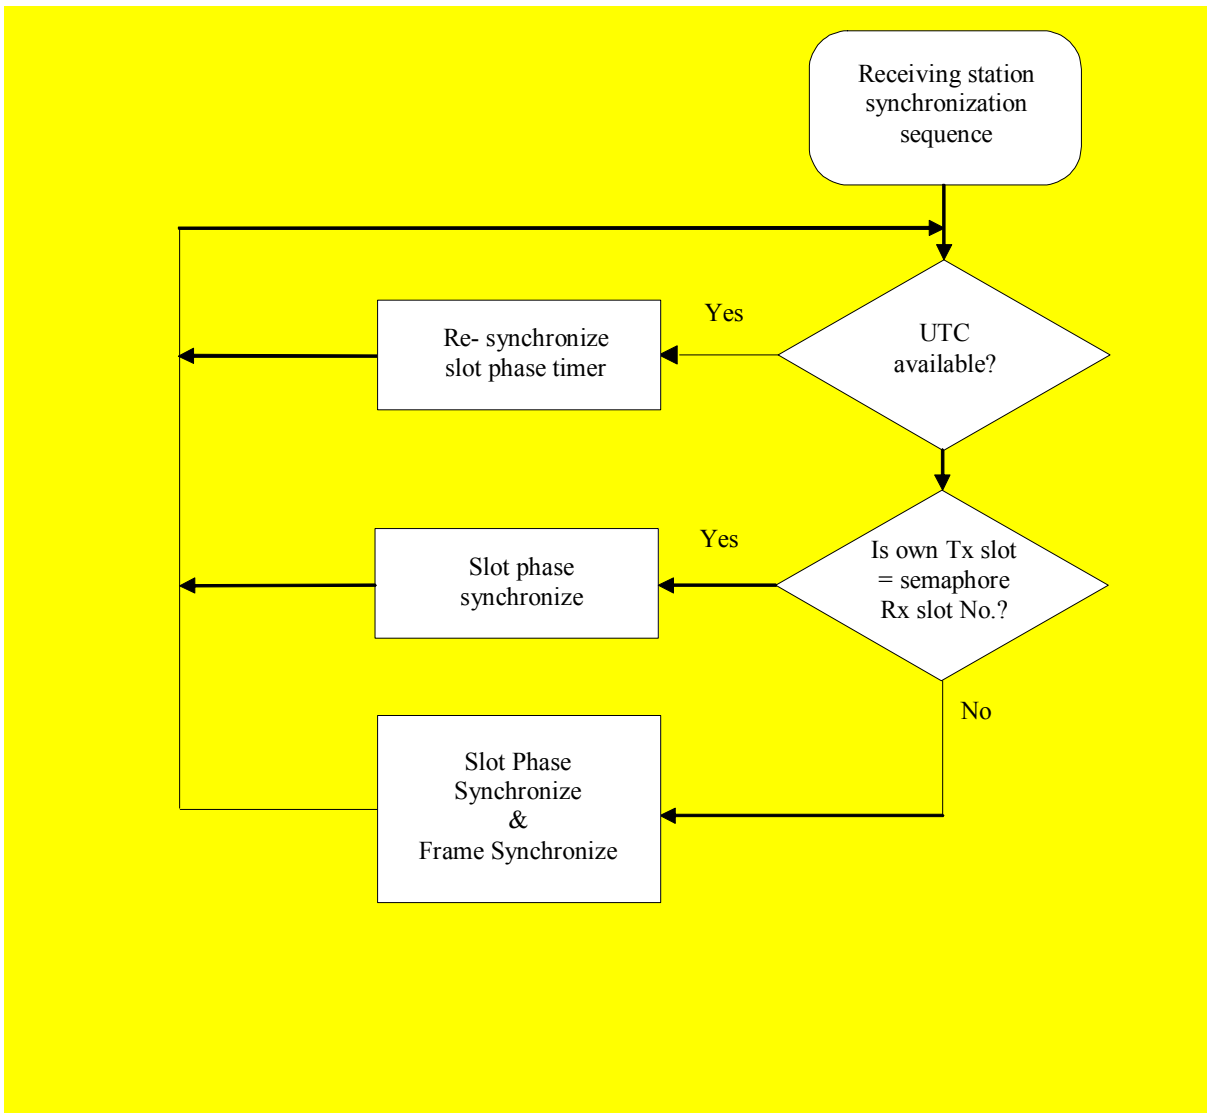 Receiving station
synchronization
sequence
Yes
UTC
available?
Re- synchronize
slot phase timer
Yes
Is own Tx slot
= semaphore
Rx slot No.?
Slot phase
synchronize
No
Slot Phase
Synchronize
&
Frame Synchronize